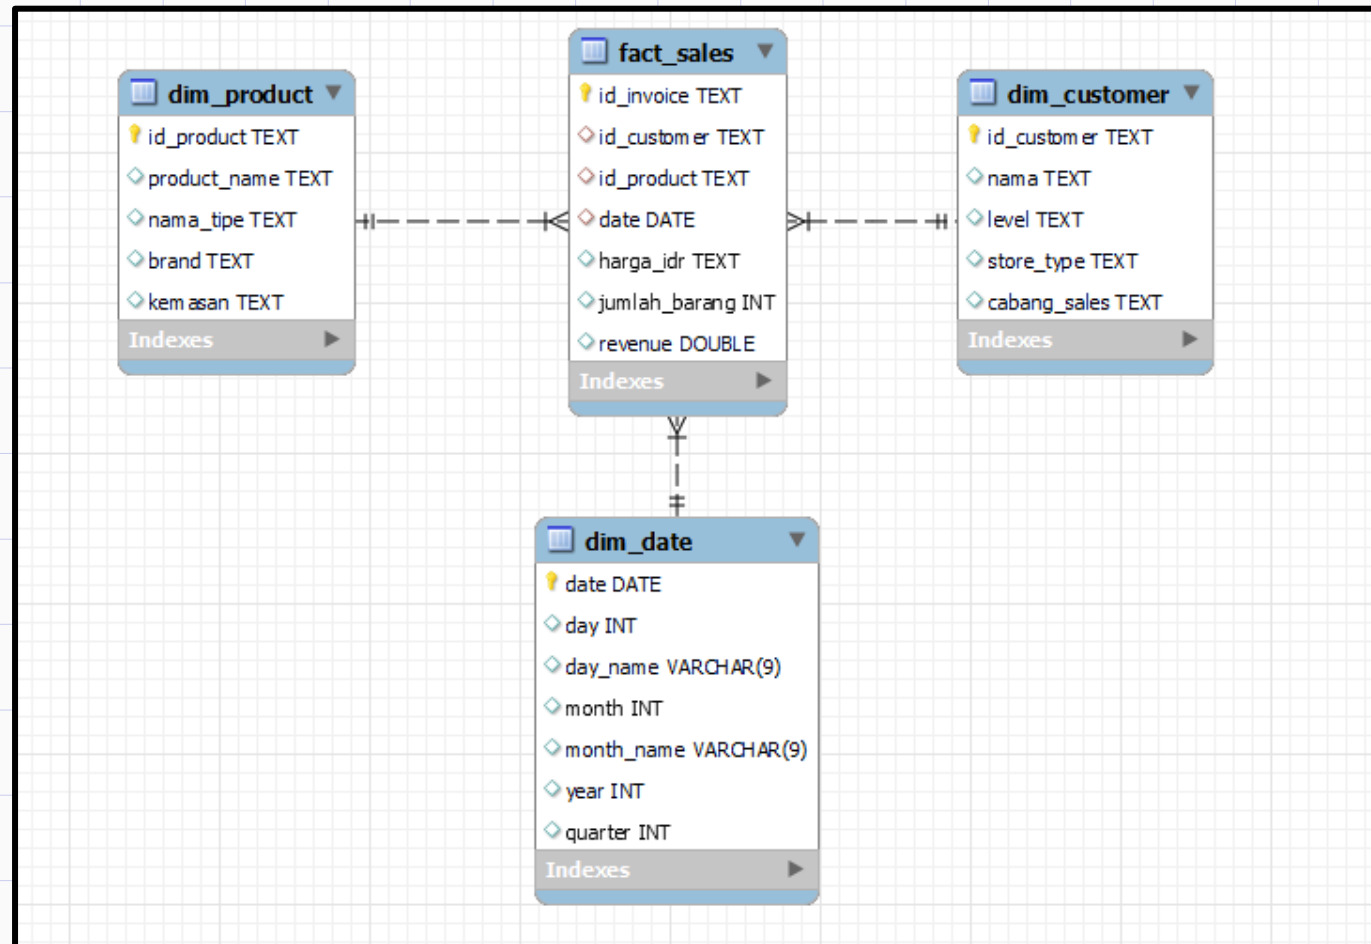 dim_product
id_product TEXT
product_name TEXT
nama_tipe TEXT
brand TEXT
kemasan TEXT
Indexes
fact_sales
id_invoice TEXT
id_customer TEXT
id_product TEXT
date DATE
harga_idr TEXT
jumlah_barang INT
revenue DOUBLE
Indexes
dim_customer
id_customer TEXT
nama TEXT
level TEXT
store_type TEXT
cabang_sales TEXT
Indexes
dim_date
date DATE
day INT
day_name VARCHAR(9)
month INT
month_name VARCHAR(9)
year INT
quarter INT
Indexes